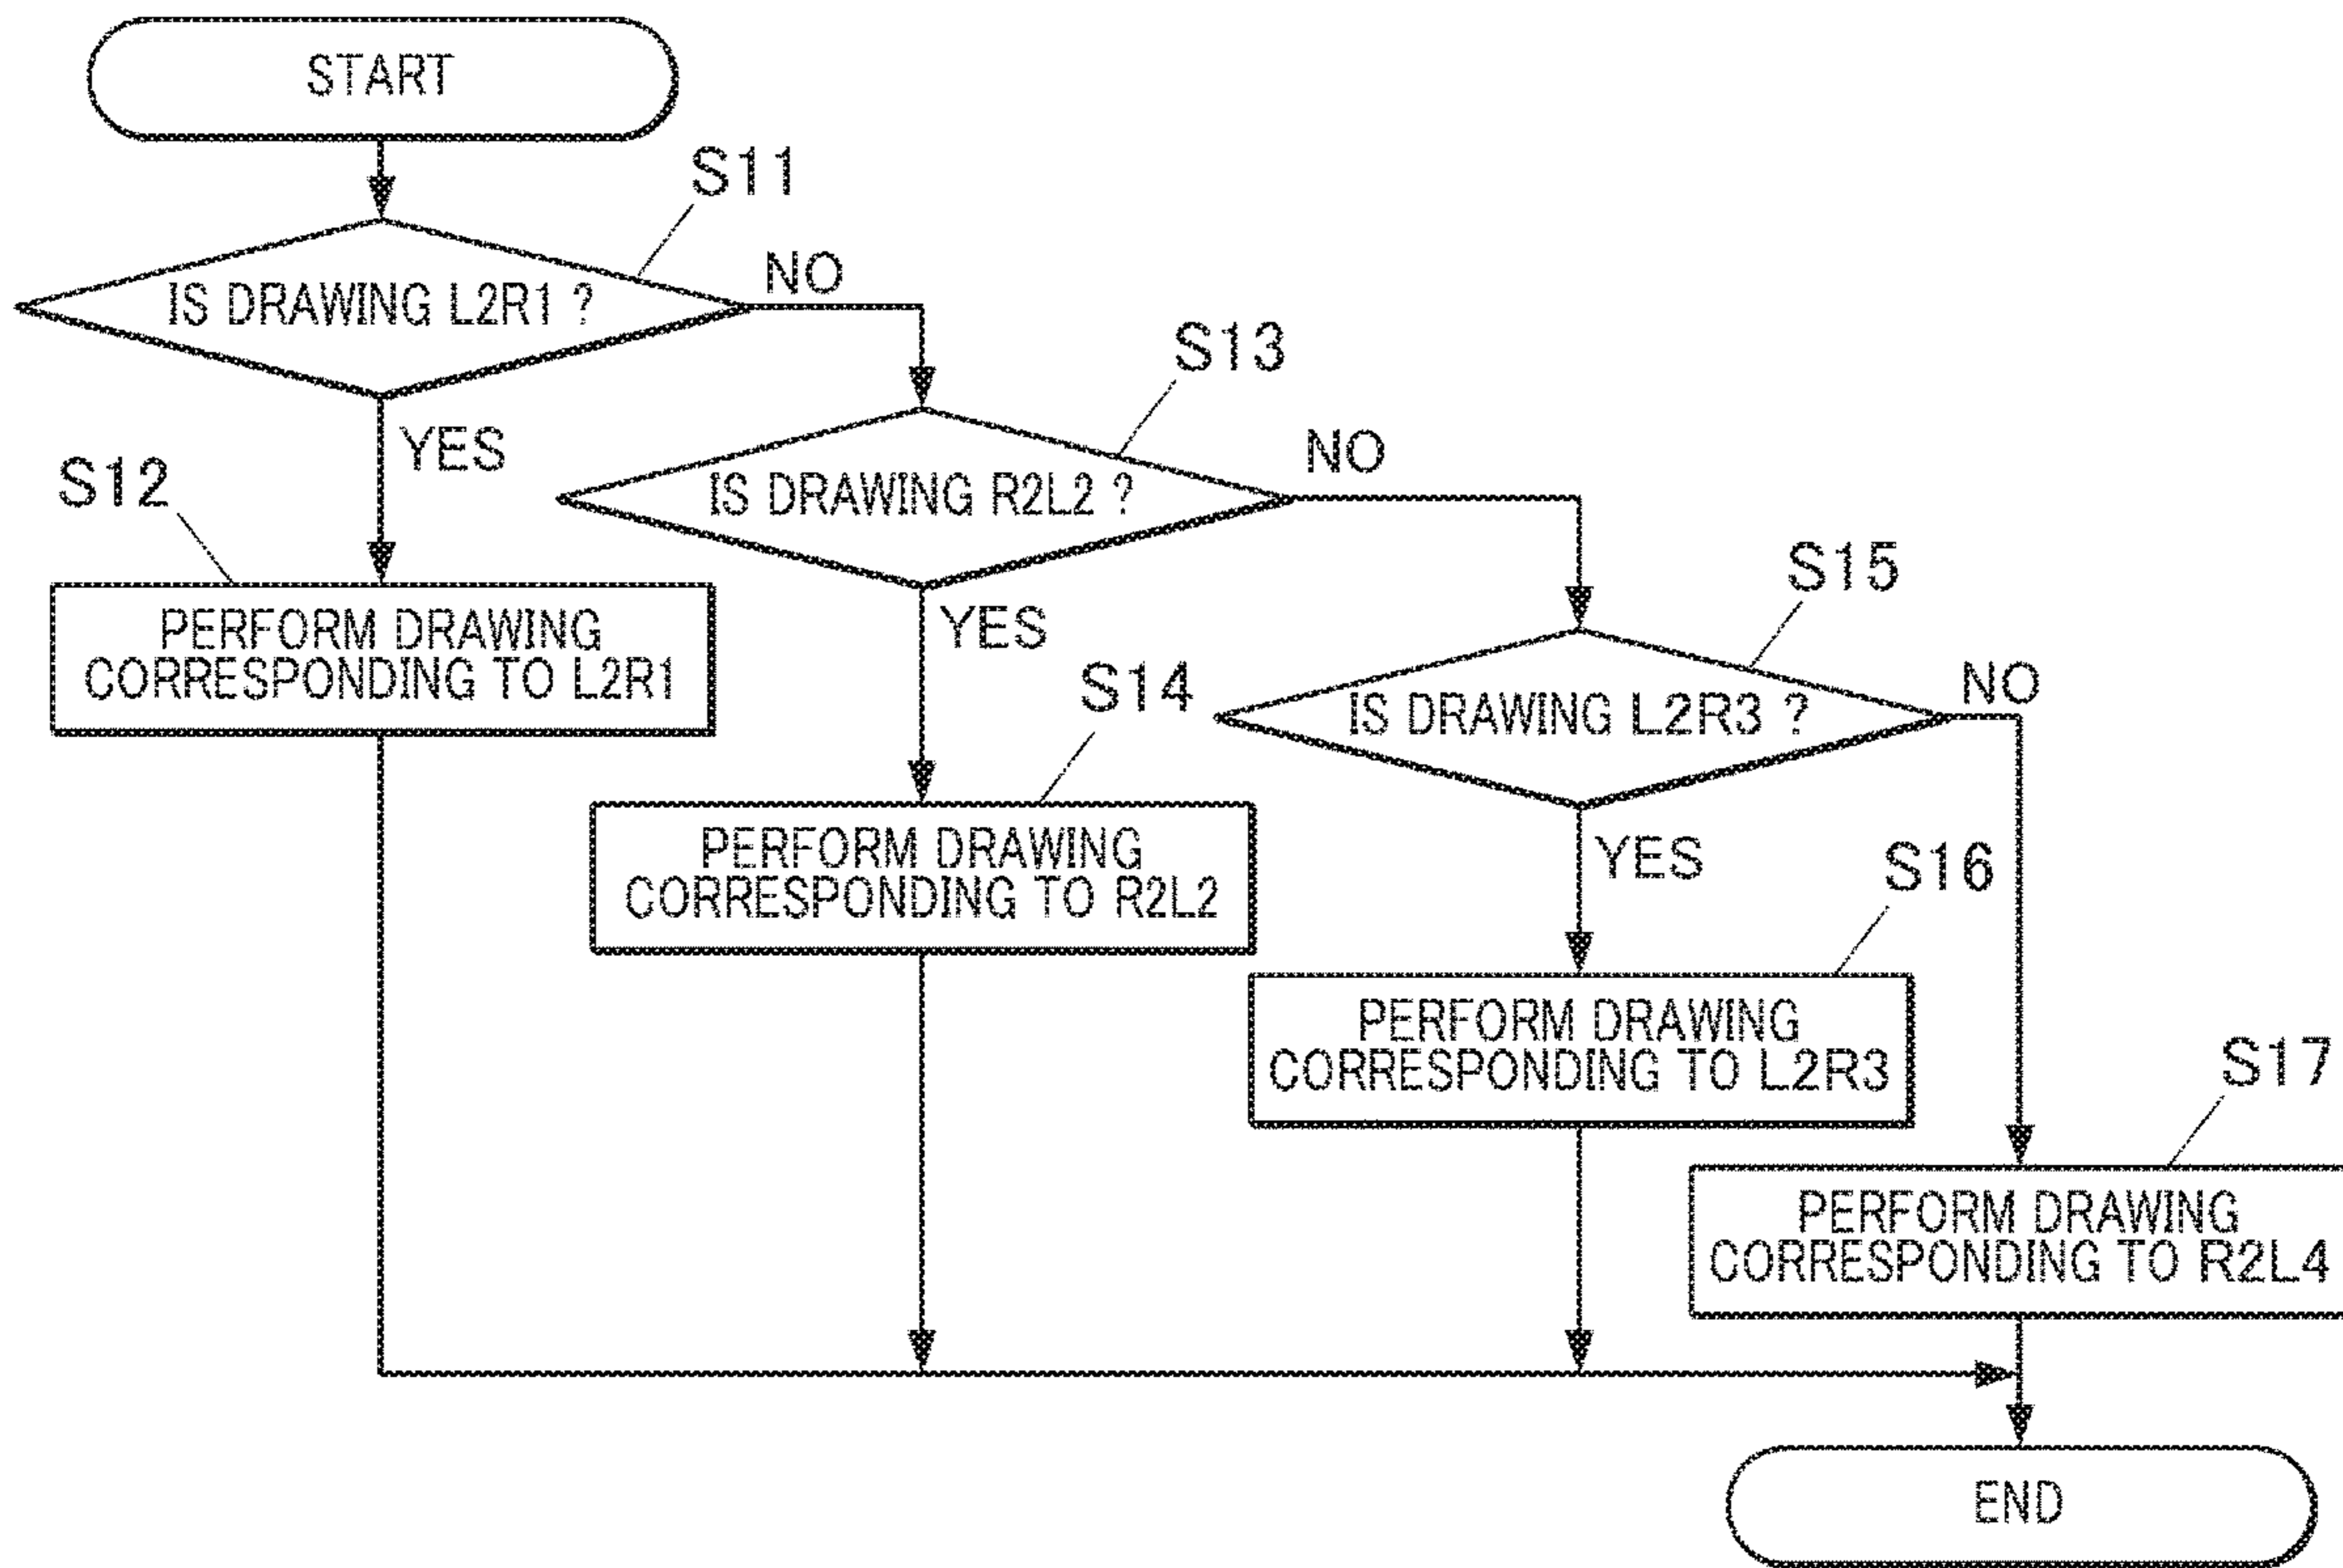 START
S11
IS DRAWING L2R1 ?
NO
YES
S12
PERFORM DRAWING
CORRESPONDING TO L2R1
S13
IS DRAWING R2L2 ?
NO
YES
S14
PERFORM DRAWING
CORRESPONDING TO R2L2
S15
IS DRAWING L2R3 ?
NO
YES
S16
PERFORM DRAWING
CORRESPONDING TO L2R3
S17
PERFORM DRAWING
CORRESPONDING TO R2L4
END